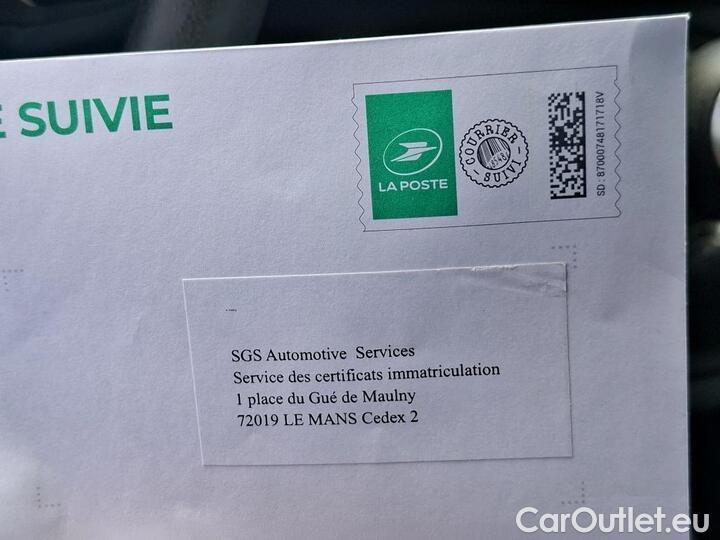 E SUIVIE
LA POSTE
COURRIER
8548
SUIVI
SD : 87000748171718V
SGS Automotive Services
Service des certificats immatriculation
1 place du Gué de Maulny
72019 LE MANS Cedex 2
CarOutlet.eu